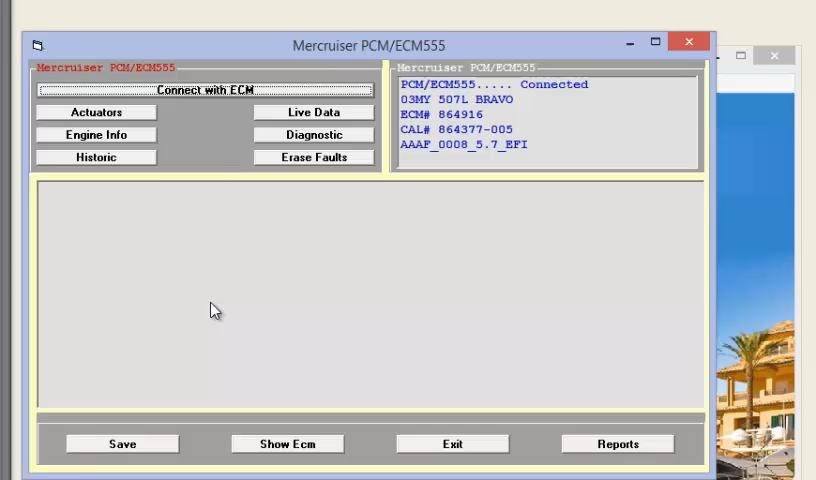 Mercruiser PCM/ECM555
Mercruiser PCM/ECM555
Connect with ECM
Actuators
Live Data
Engine Info
Diagnostic
Historic
Erase Faults
Mercruiser PCM/ECM555
PCM/ECM555..... Connected
03MY 507L BRAVO
ECM# 864916
CAL# 864377-005
AAAF_0008_5.7_EFI
Save
Show Ecm
Exit
Reports